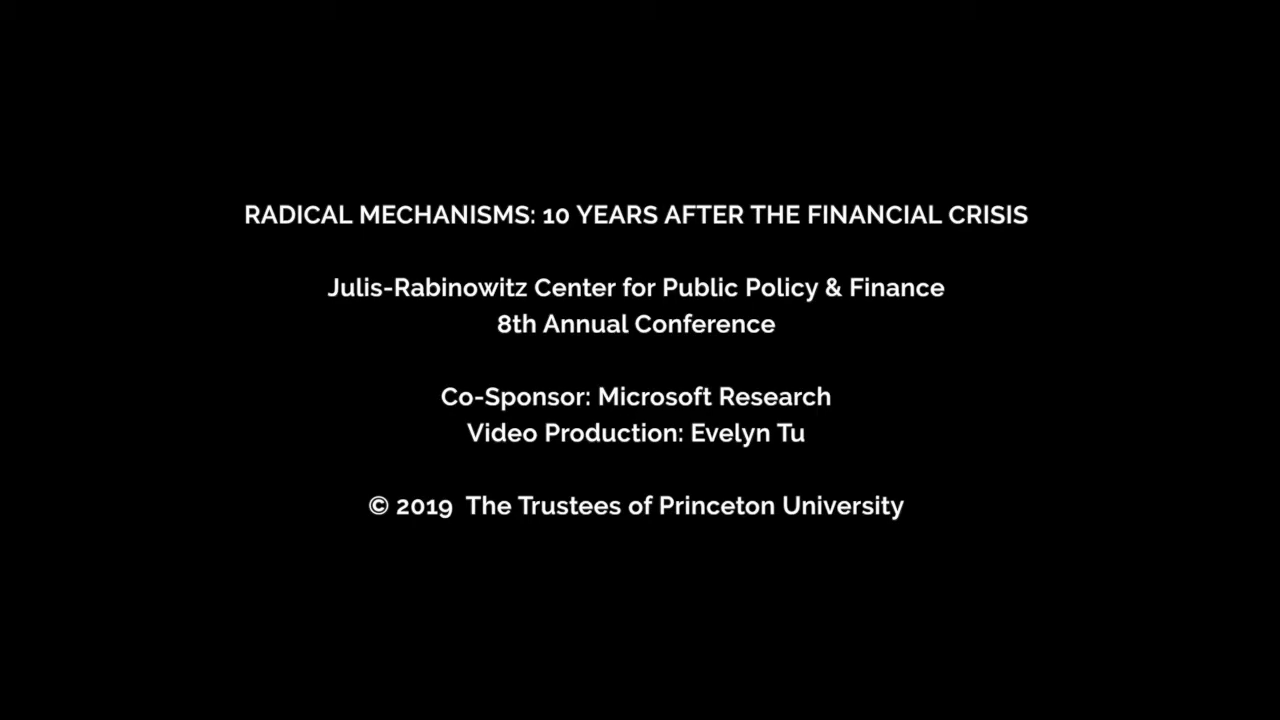 RADICAL MECHANISMS: 10 YEARS AFTER THE FINANCIAL CRISIS
Julis-Rabinowitz Center for Public Policy & Finance
8th Annual Conference
Co-Sponsor: Microsoft Research
Video Production: Evelyn Tu
© 2019 The Trustees of Princeton University